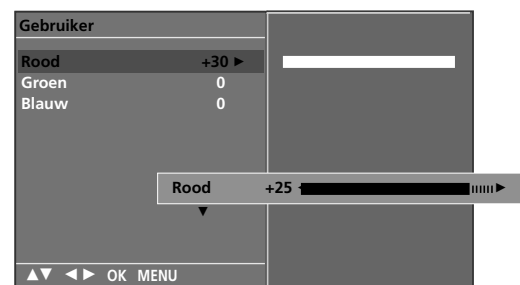 Gebruiker
Rood +30 ►
Groen 0
Blauw 0
Rood +25 ►
▼
▲▼ ◄► OK MENU